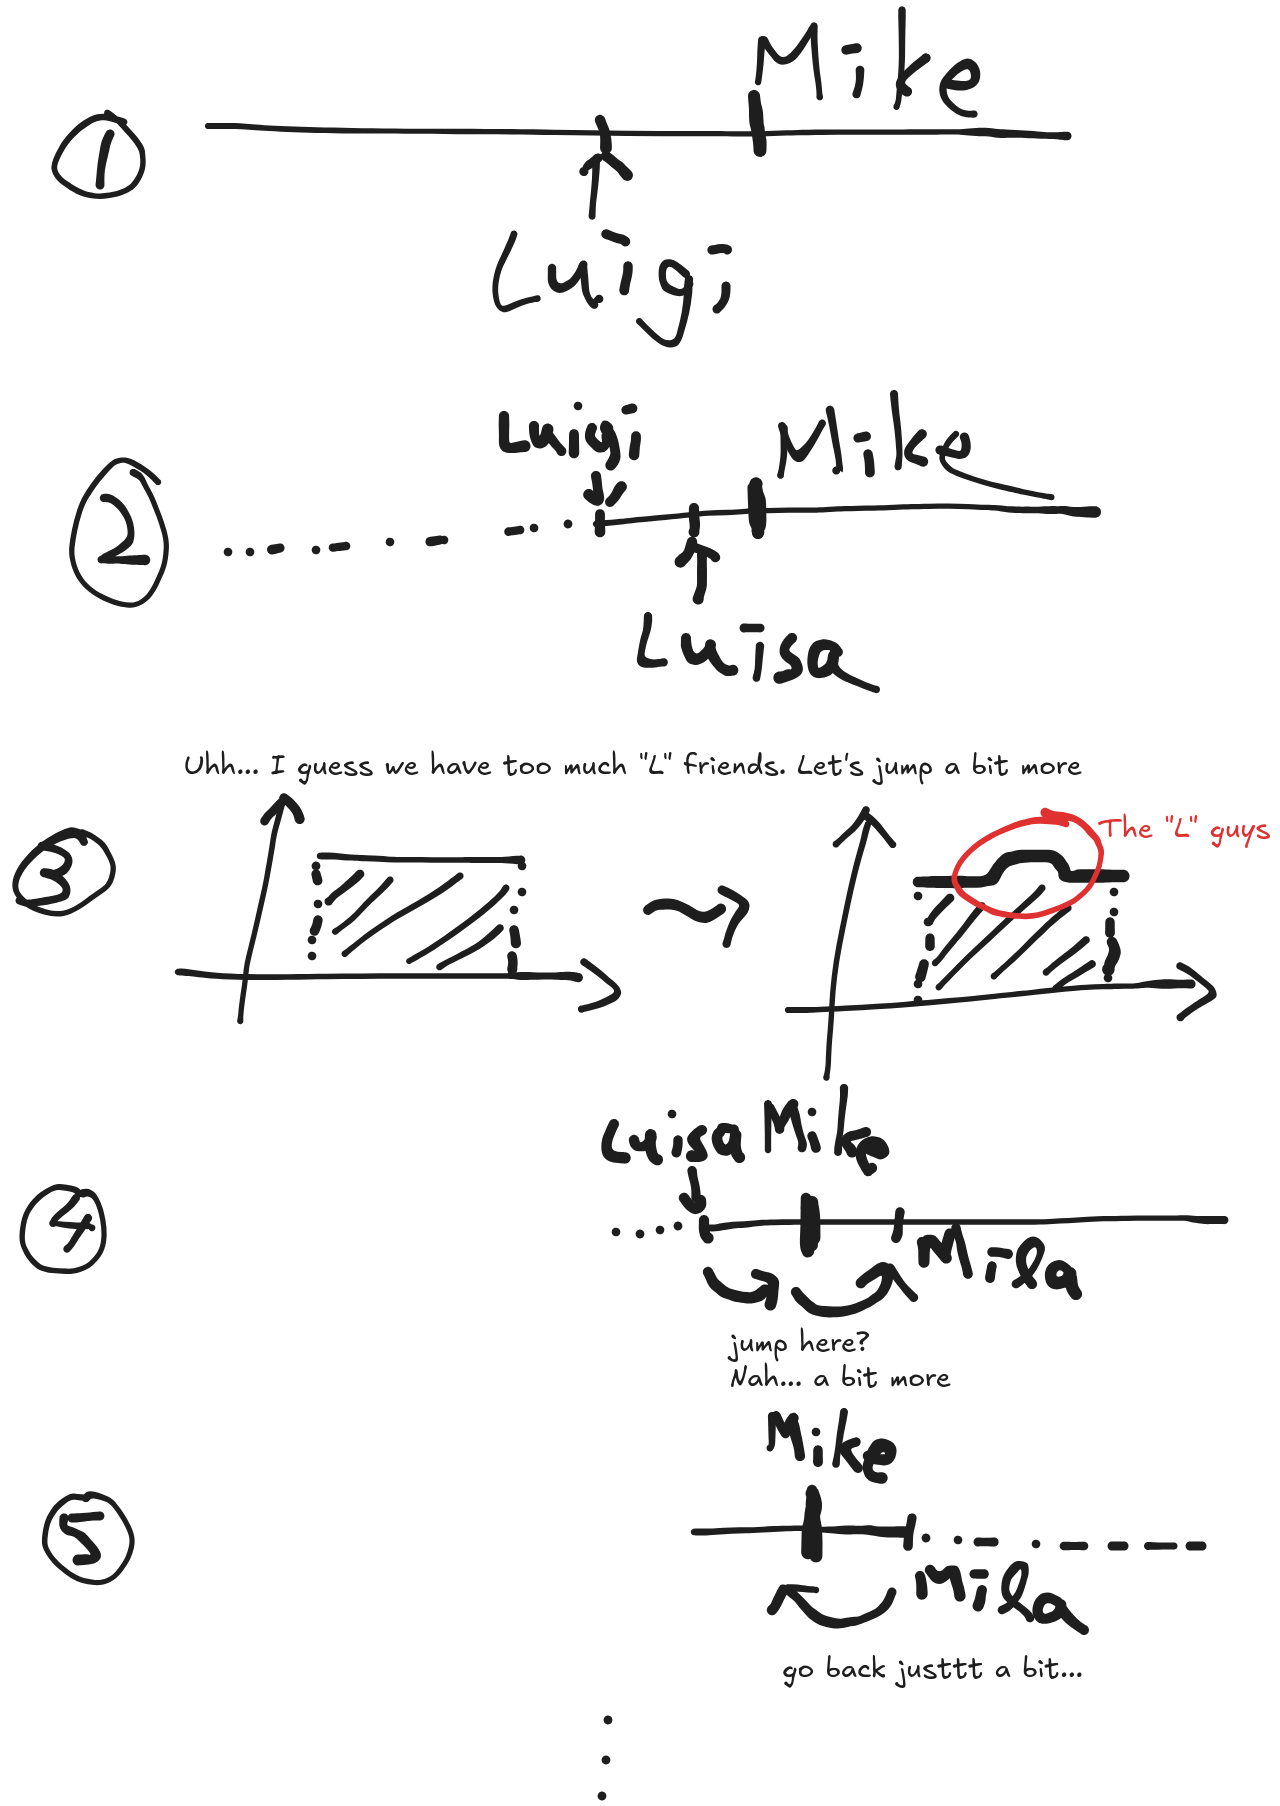 1
Mike
Luigi
2
Luigi
Mike
Luisa
Uhh... I guess we have too much "L" friends. Let's jump a bit more
3
The "L" guys
4
Luisa Mike
Mila
jump here?
Nah... a bit more
5
Mike
Mila
go back justtt a bit...